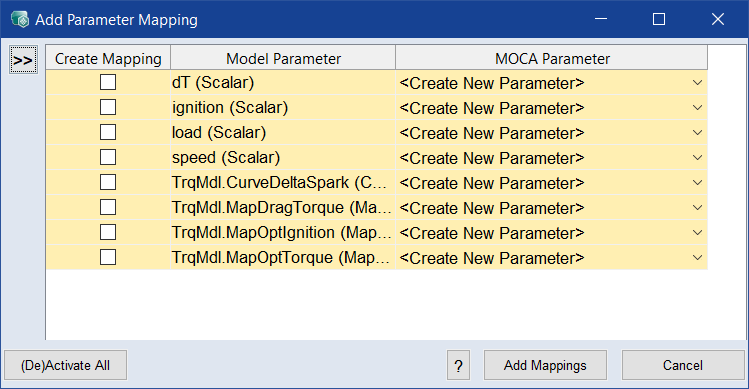 Add Parameter Mapping
>>
Create Mapping Model Parameter MOCA Parameter
dT (Scalar) <Create New Parameter>
ignition (Scalar) <Create New Parameter>
load (Scalar) <Create New Parameter>
speed (Scalar) <Create New Parameter>
TrqMdl.CurveDeltaSpark (C... <Create New Parameter>
TrqMdl.MapDragTorque (Ma... <Create New Parameter>
TrqMdl.MapOptIgnition (Map... <Create New Parameter>
TrqMdl.MapOptTorque (Map... <Create New Parameter>
(De)Activate All ? Add Mappings Cancel